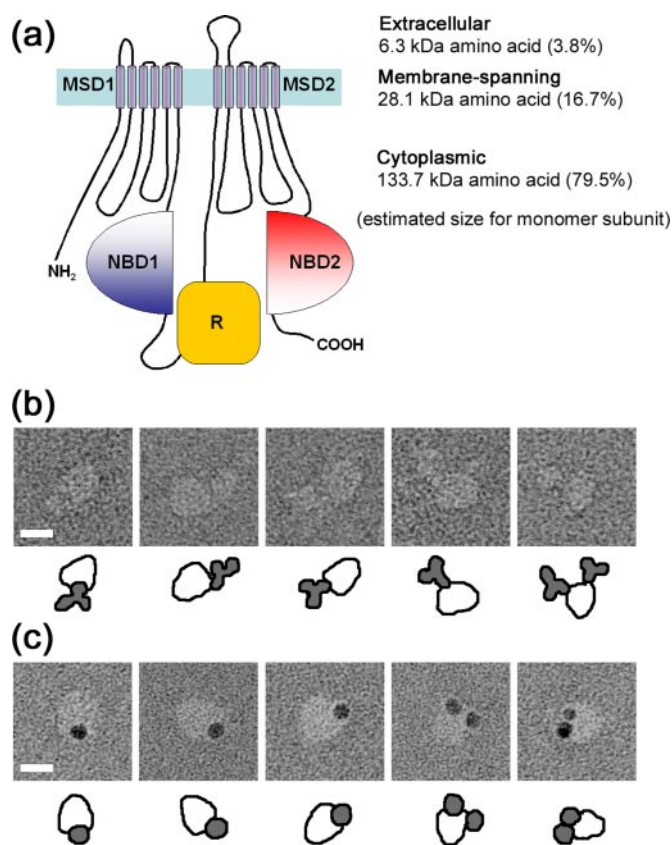 (a)
Extracellular
6.3 kDa amino acid (3.8%)
MSD1
MSD2
Membrane-spanning
28.1 kDa amino acid (16.7%)
Cytoplasmic
133.7 kDa amino acid (79.5%)
(estimated size for monomer subunit)
NH₂
NBD1
NBD2
R
COOH
(b)
(c)